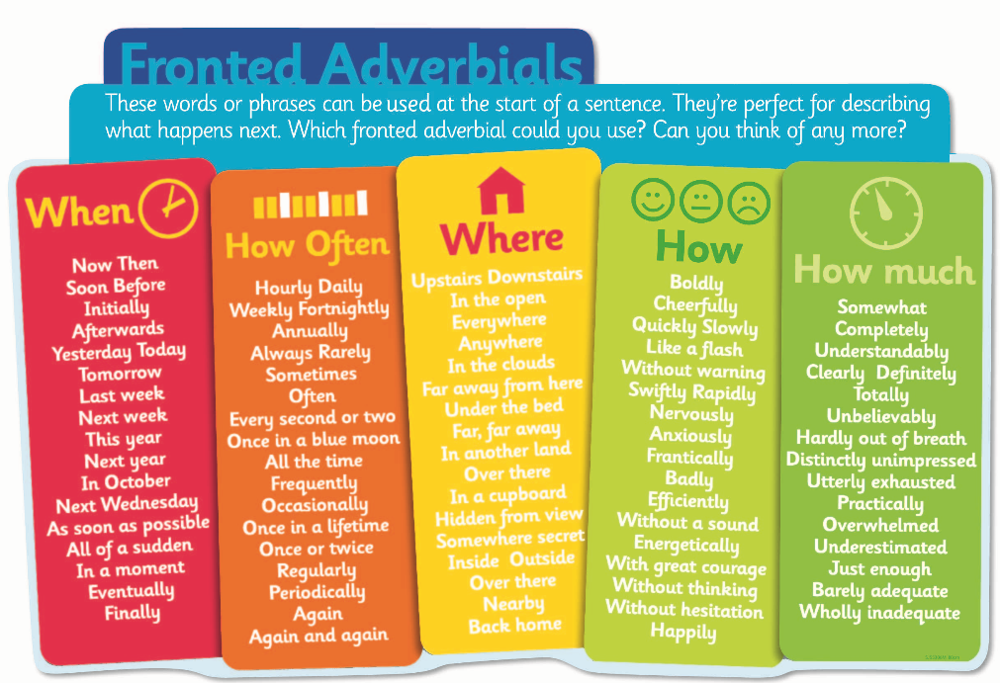 Fronted Adverbials
These words or phrases can be used at the start of a sentence. They're perfect for describing
what happens next. Which fronted adverbial could you use? Can you think of any more?
When
Now Then
Soon Before
Initially
Afterwards
Yesterday Today
Tomorrow
Last week
Next week
This year
Next year
In October
Next Wednesday
As soon as possible
All of a sudden
In a moment
Eventually
Finally
How Often
Hourly Daily
Weekly Fortnightly
Annually
Always Rarely
Sometimes
Often
Every second or two
Once in a blue moon
All the time
Frequently
Occasionally
Once in a lifetime
Once or twice
Regularly
Periodically
Again
Again and again
Where
Upstairs Downstairs
In the open
Everywhere
Anywhere
In the clouds
Far away from here
Under the bed
Far, far away
In another land
Over there
In a cupboard
Hidden from view
Somewhere secret
Inside Outside
Over there
Nearby
Back home
How
Boldly
Cheerfully
Quickly Slowly
Like a flash
Without warning
Swiftly Rapidly
Nervously
Anxiously
Frantically
Badly
Efficiently
Without a sound
Energetically
With great courage
Without thinking
Without hesitation
Happily
How much
Somewhat
Completely
Understandably
Clearly Definitely
Totally
Unbelievably
Hardly out of breath
Distinctly unimpressed
Utterly exhausted
Practically
Overwhelmed
Underestimated
Just enough
Barely adequate
Wholly inadequate